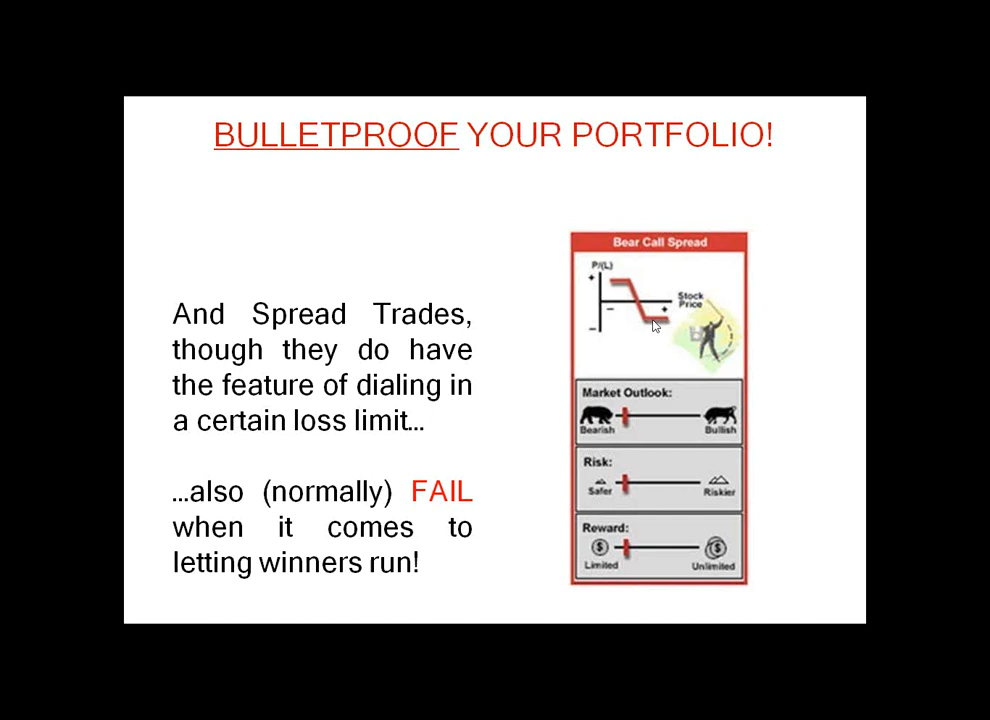 BULLETPROOF YOUR PORTFOLIO!
And Spread Trades,
though they do have
the feature of dialing in
a certain loss limit...
...also (normally) FAIL
when it comes to
letting winners run!
Bear Call Spread
P/(L)
+
Stock
Price
– +
–
Market Outlook:
Bearish Bullish
Risk:
Safer Riskier
Reward:
$ $
Limited Unlimited